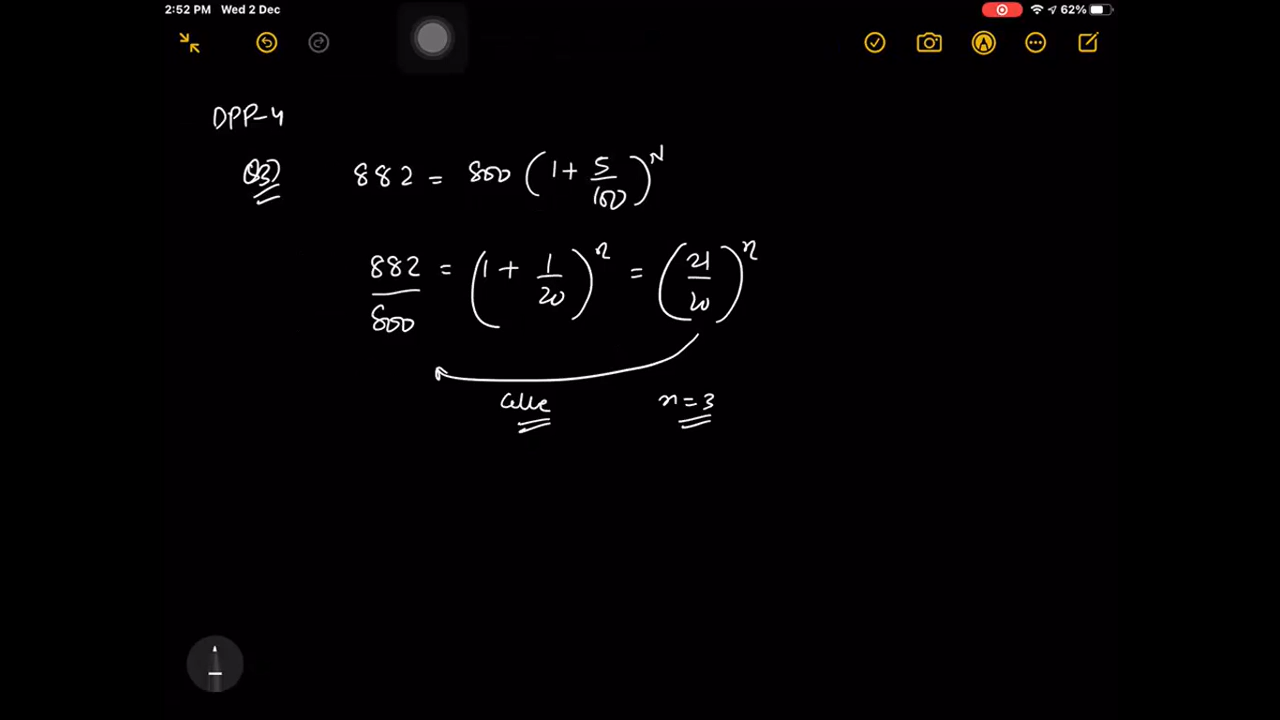 2:52 PM Wed 2 Dec
62%
DPP-4
Q3) 882 = 800 (1 + 5/100)^N
882/800 = (1 + 1/20)^n = (21/20)^n
n = 3